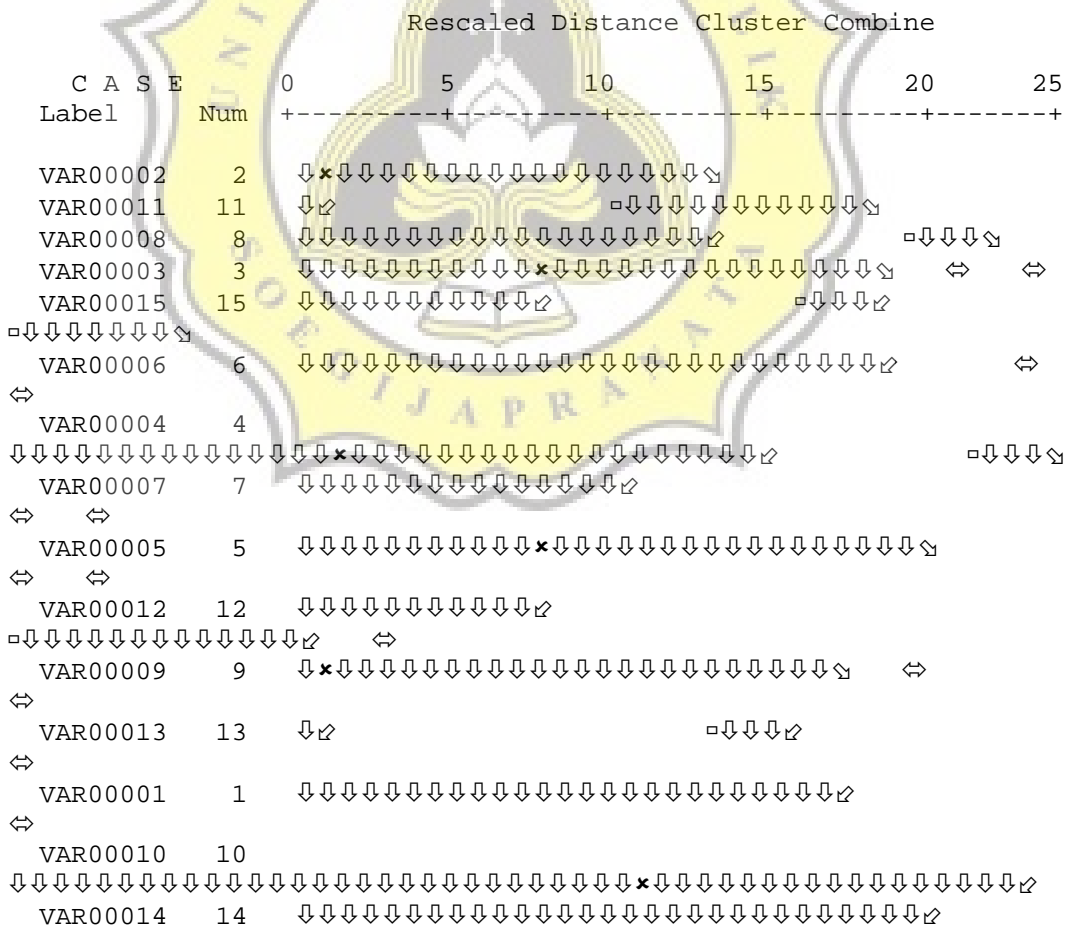 Rescaled Distance Cluster Combine
C A S E 0 5 10 15 20 25
Label Num +---------+---------+---------+---------+-------+
VAR00002 2
VAR00011 11
VAR00008 8
VAR00003 3
VAR00015 15
VAR00006 6
VAR00004 4
VAR00007 7
VAR00005 5
VAR00012 12
VAR00009 9
VAR00013 13
VAR00001 1
VAR00010 10
VAR00014 14
SOEGIJAPRANATA